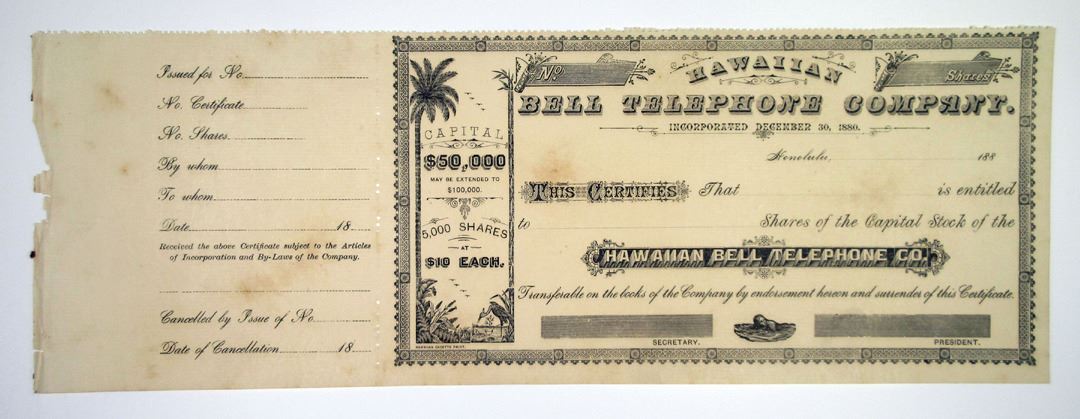 Issued for No.
No. Certificate
No. Shares
By whom
To whom
Date 18
Received the above Certificate subject to the Articles
of Incorporation and By-Laws of the Company.
Cancelled by Issue of No.
Date of Cancellation 18
CAPITAL
$50,000
MAY BE EXTENDED TO
$100,000.
5,000 SHARES
AT
$10 EACH.
HAWAIIAN GAZETTE PRINT.
No.
HAWAIIAN
Shares
BELL TELEPHONE COMPANY.
INCORPORATED DECEMBER 30, 1880.
Honolulu, 188
THIS CERTIFIES That is entitled
to Shares of the Capital Stock of the
HAWAIIAN BELL TELEPHONE CO.
Transferable on the books of the Company by endorsement hereon and surrender of this Certificate.
SECRETARY. PRESIDENT.